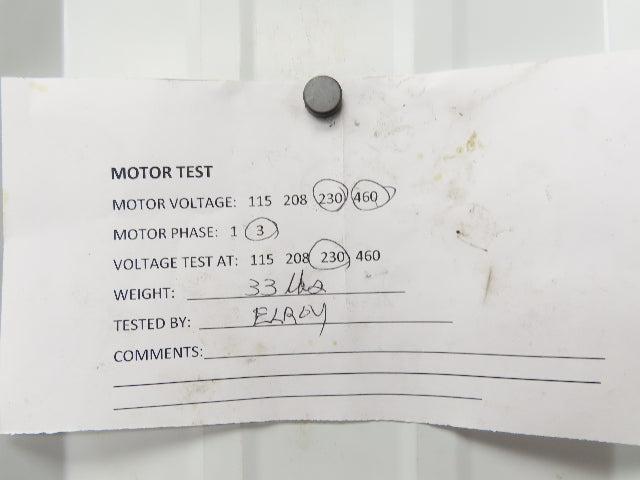 MOTOR TEST
MOTOR VOLTAGE: 115 208 230 460
MOTOR PHASE: 1 3
VOLTAGE TEST AT: 115 208 230 460
WEIGHT: 33 lbs
TESTED BY: ELROY
COMMENTS: